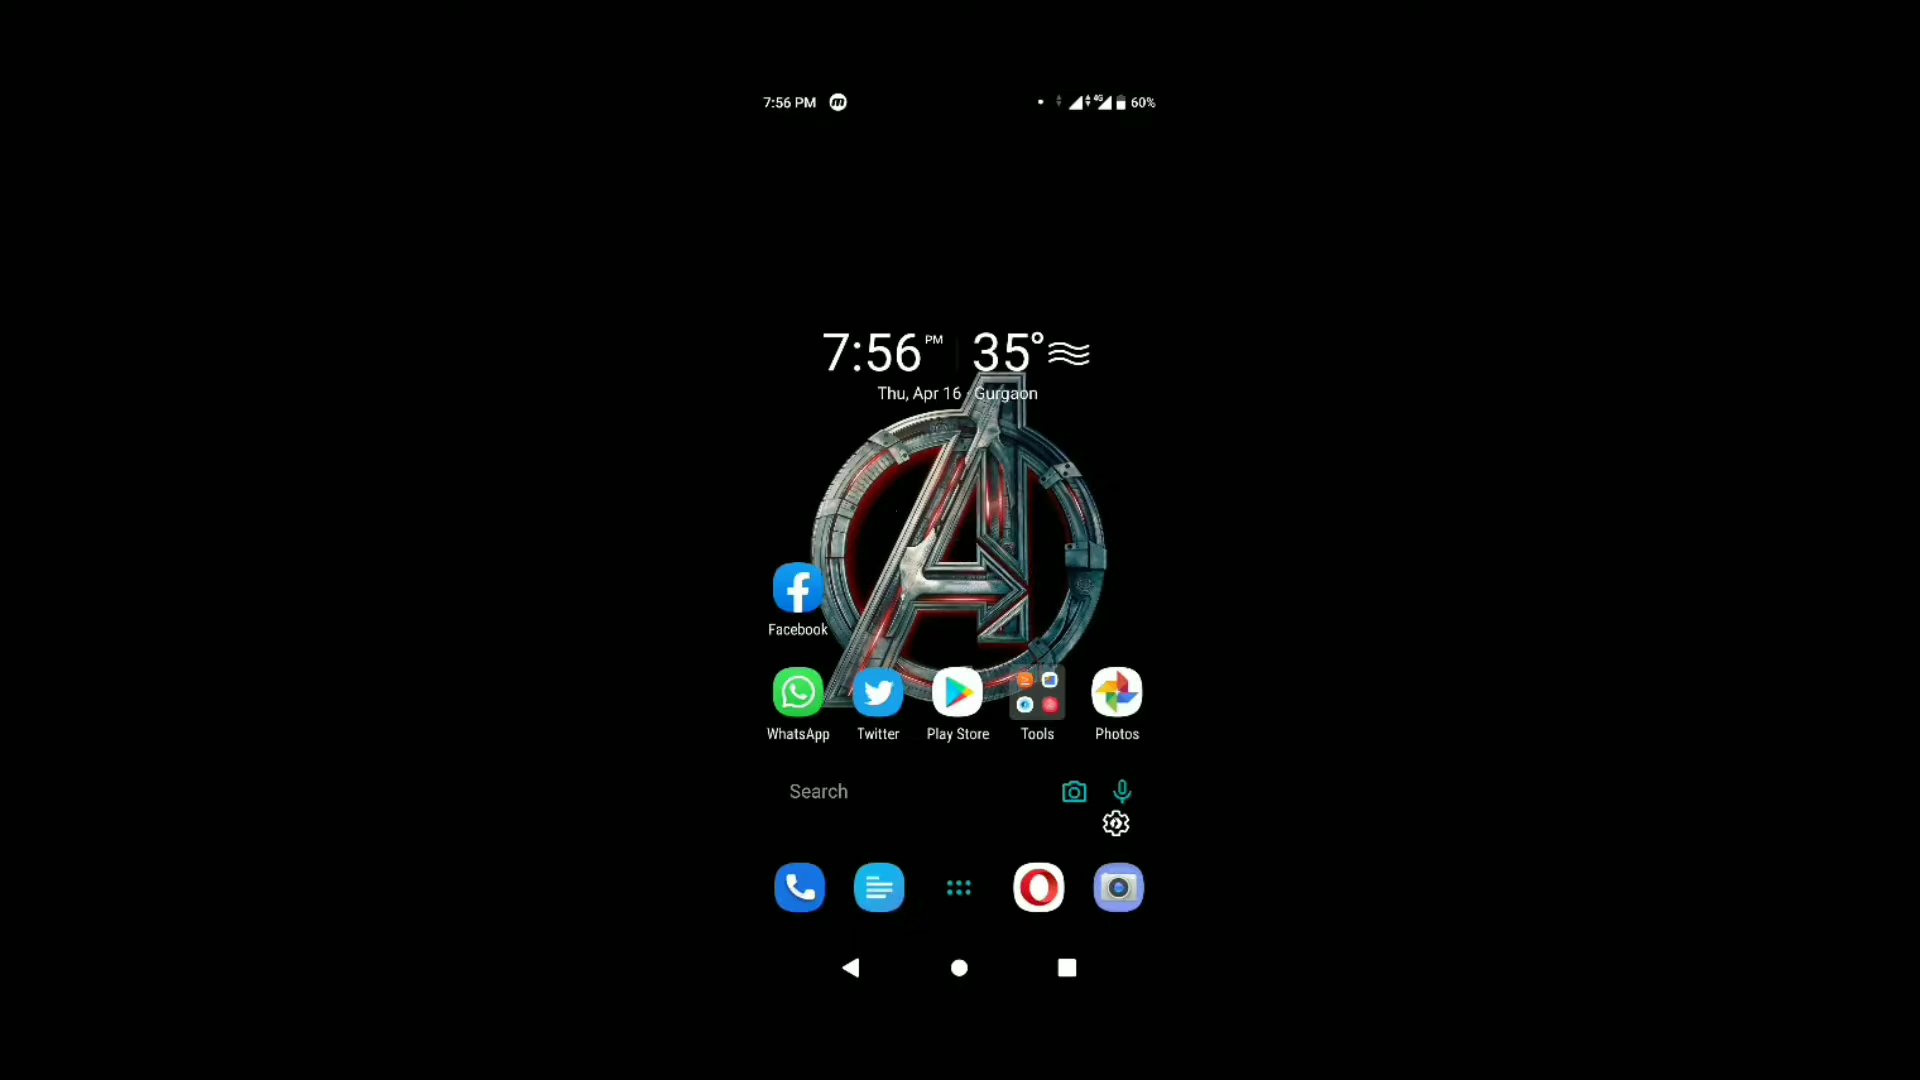 7:56 PM
4G 60%
7:56 PM 35°
Thu, Apr 16 · Gurgaon
Facebook
WhatsApp Twitter Play Store Tools Photos
Search